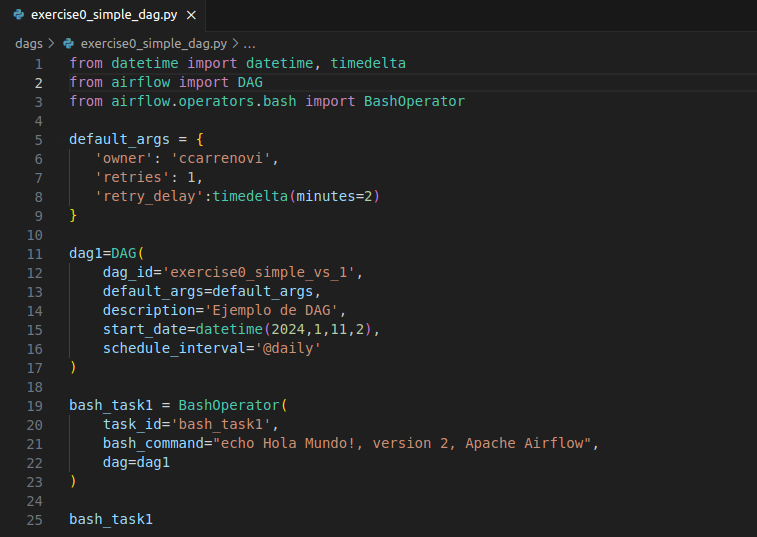 exercise0_simple_dag.py ×
dags > exercise0_simple_dag.py > ...
1 from datetime import datetime, timedelta
2 from airflow import DAG
3 from airflow.operators.bash import BashOperator
4
5 default_args = {
6    'owner': 'ccarrenovi',
7    'retries': 1,
8    'retry_delay':timedelta(minutes=2)
9 }
10
11 dag1=DAG(
12     dag_id='exercise0_simple_vs_1',
13     default_args=default_args,
14     description='Ejemplo de DAG',
15     start_date=datetime(2024,1,11,2),
16     schedule_interval='@daily'
17 )
18
19 bash_task1 = BashOperator(
20     task_id='bash_task1',
21     bash_command="echo Hola Mundo!, version 2, Apache Airflow",
22     dag=dag1
23 )
24
25 bash_task1